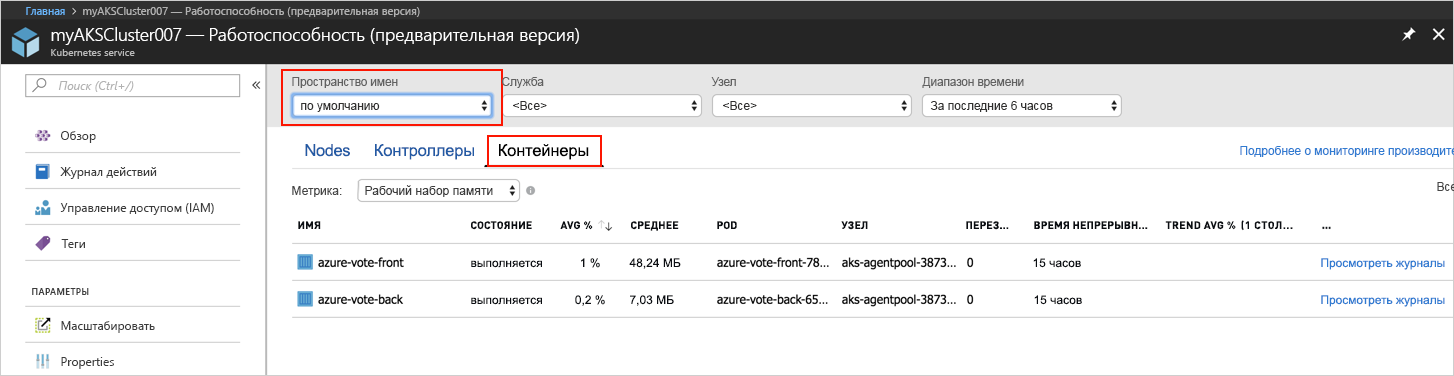 Главная > myAKSCluster007 — Работоспособность (предварительная версия)
myAKSCluster007 — Работоспособность (предварительная версия)
Kubernetes service
Поиск (Ctrl+/)
Обзор
Журнал действий
Управление доступом (IAM)
Теги
ПАРАМЕТРЫ
Масштабировать
Properties
Пространство имен Служба Узел Диапазон времени
по умолчанию <Все> <Все> За последние 6 часов
Nodes Контроллеры Контейнеры
Подробнее о мониторинге производите
Метрика: Рабочий набор памяти
Все
ИМЯ СОСТОЯНИЕ AVG % СРЕДНЕЕ POD УЗЕЛ ПЕРЕЗ... ВРЕМЯ НЕПРЕРЫВН... TREND AVG % (1 СТОЛ... ...
azure-vote-front выполняется 1 % 48,24 МБ azure-vote-front-78... aks-agentpool-3873... 0 15 часов Просмотреть журналы
azure-vote-back выполняется 0,2 % 7,03 МБ azure-vote-back-65... aks-agentpool-3873... 0 15 часов Просмотреть журналы